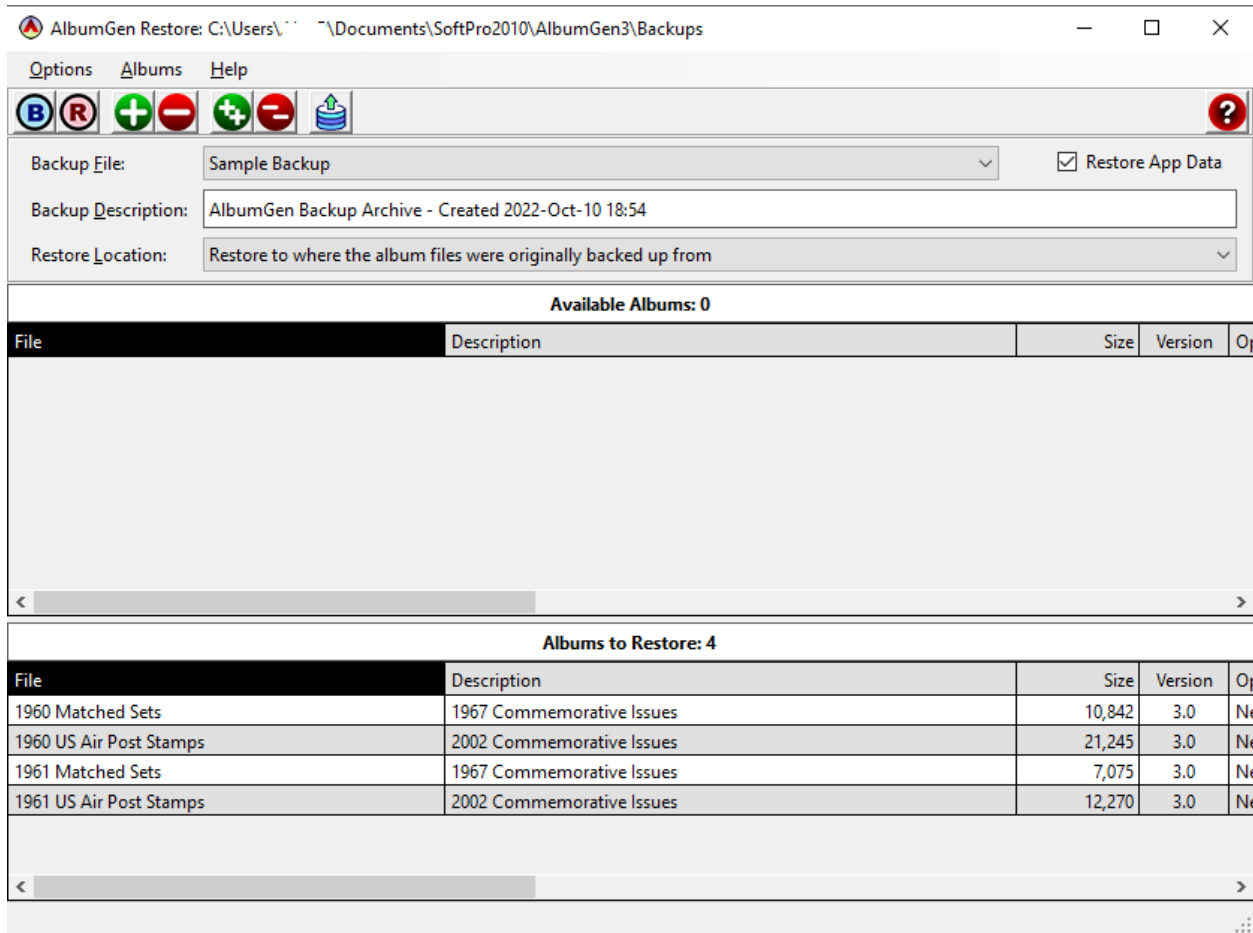 AlbumGen Restore: C:\Users\ \Documents\SoftPro2010\AlbumGen3\Backups
Options Albums Help
B R
Backup File: Sample Backup Restore App Data
Backup Description: AlbumGen Backup Archive - Created 2022-Oct-10 18:54
Restore Location: Restore to where the album files were originally backed up from
Available Albums: 0
File Description Size Version
Albums to Restore: 4
File Description Size Version
1960 Matched Sets 1967 Commemorative Issues 10,842 3.0
1960 US Air Post Stamps 2002 Commemorative Issues 21,245 3.0
1961 Matched Sets 1967 Commemorative Issues 7,075 3.0
1961 US Air Post Stamps 2002 Commemorative Issues 12,270 3.0